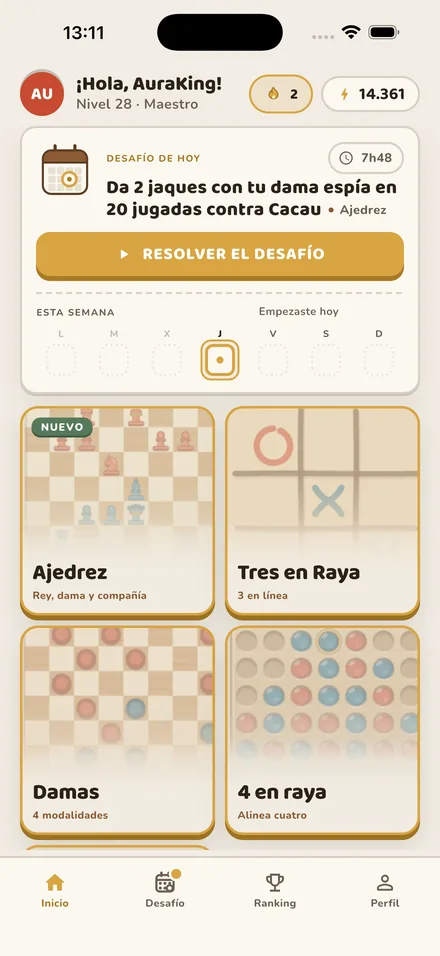 13:11
AU
¡Hola, AuraKing!
Nivel 28 · Maestro
2
14.361
DESAFÍO DE HOY
7h48
Da 2 jaques con tu dama espía en
20 jugadas contra Cacau • Ajedrez
RESOLVER EL DESAFÍO
ESTA SEMANA
Empezaste hoy
L M X J V S D
NUEVO
Ajedrez
Rey, dama y compañía
Tres en Raya
3 en línea
Damas
4 modalidades
4 en raya
Alinea cuatro
Inicio
Desafío
Ranking
Perfil